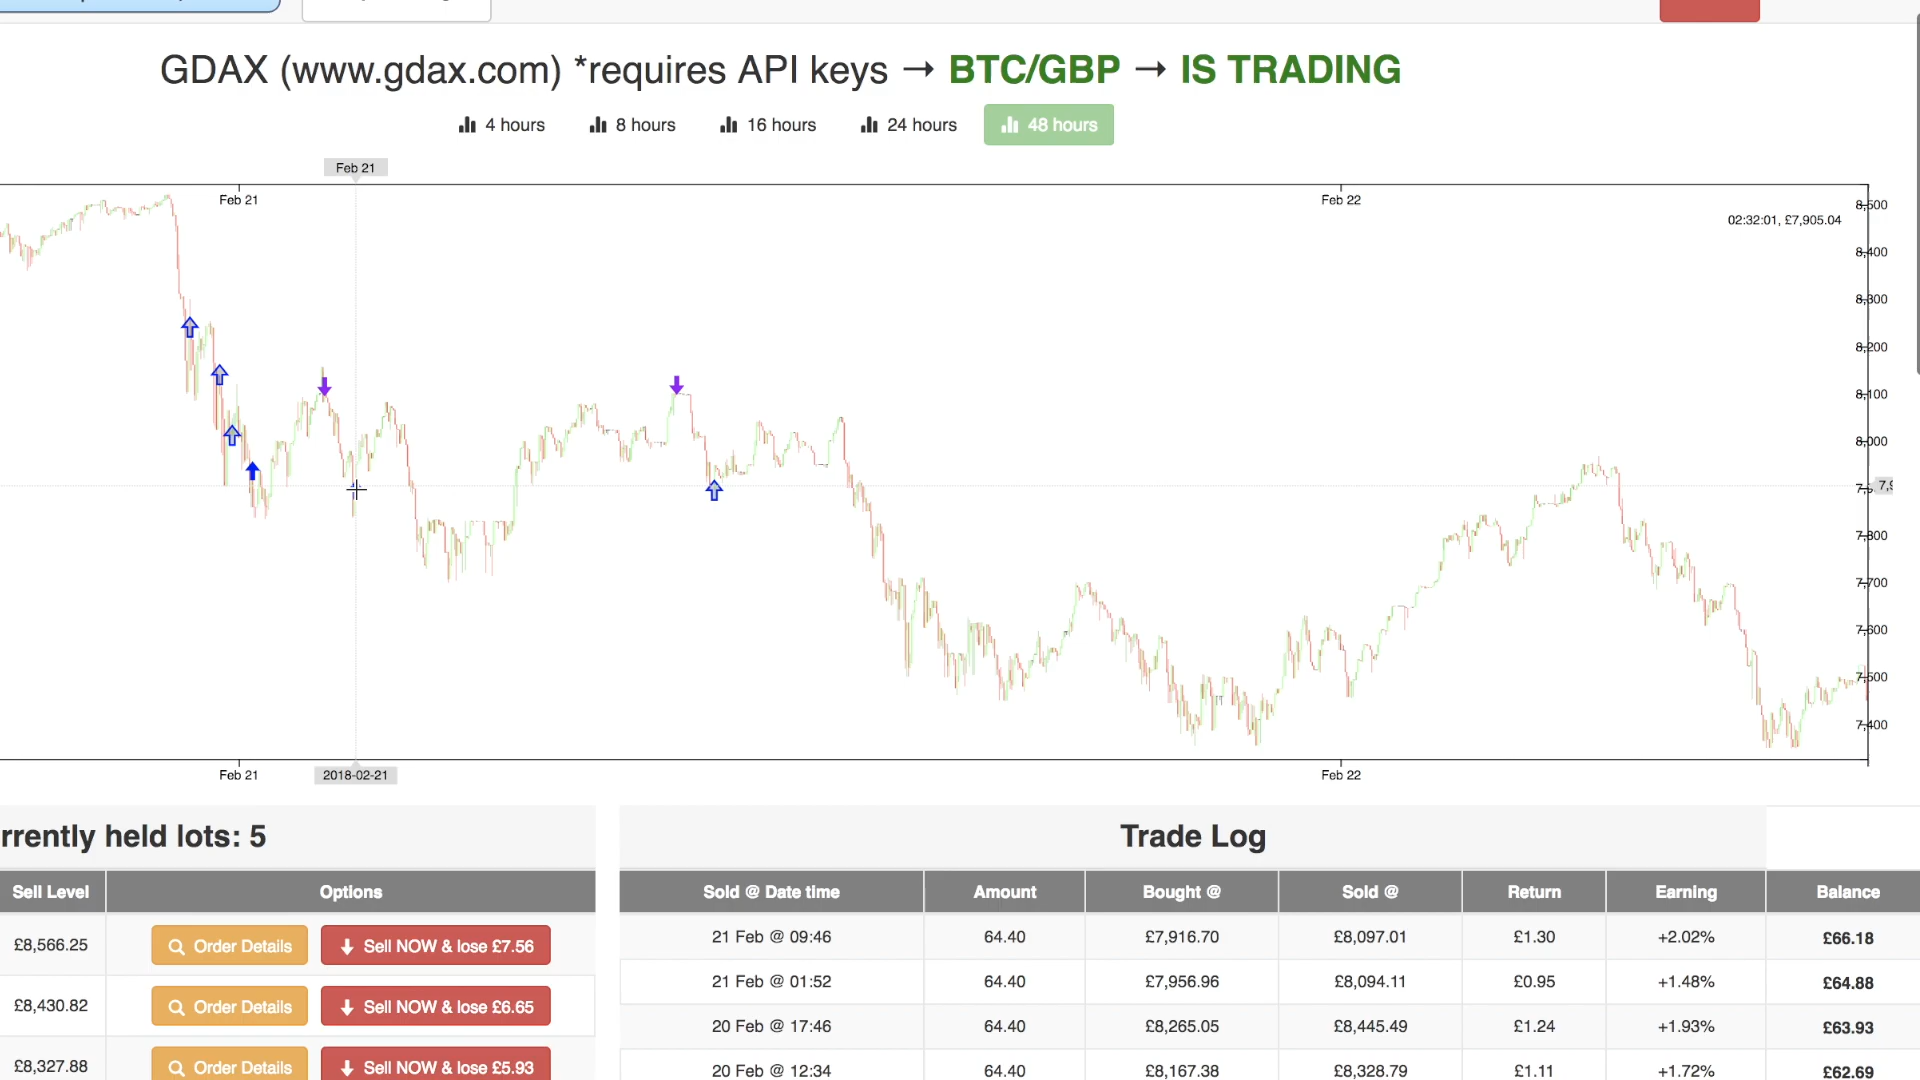 GDAX (www.gdax.com) *requires API keys → BTC/GBP → IS TRADING
4 hours 8 hours 16 hours 24 hours 48 hours
Feb 21
Feb 21 Feb 22
02:32:01, £7,905.04
8,500
8,400
8,300
8,200
8,100
8,000
7,9
7,800
7,700
7,600
7,500
7,400
Feb 21 2018-02-21 Feb 22
rrently held lots: 5
Sell Level Options
£8,566.25 Order Details Sell NOW & lose £7.56
£8,430.82 Order Details Sell NOW & lose £6.65
£8,327.88 Order Details Sell NOW & lose £5.93
Trade Log
Sold @ Date time Amount Bought @ Sold @ Return Earning Balance
21 Feb @ 09:46 64.40 £7,916.70 £8,097.01 £1.30 +2.02% £66.18
21 Feb @ 01:52 64.40 £7,956.96 £8,094.11 £0.95 +1.48% £64.88
20 Feb @ 17:46 64.40 £8,265.05 £8,445.49 £1.24 +1.93% £63.93
20 Feb @ 12:34 64.40 £8,167.38 £8,328.79 £1.11 +1.72% £62.69